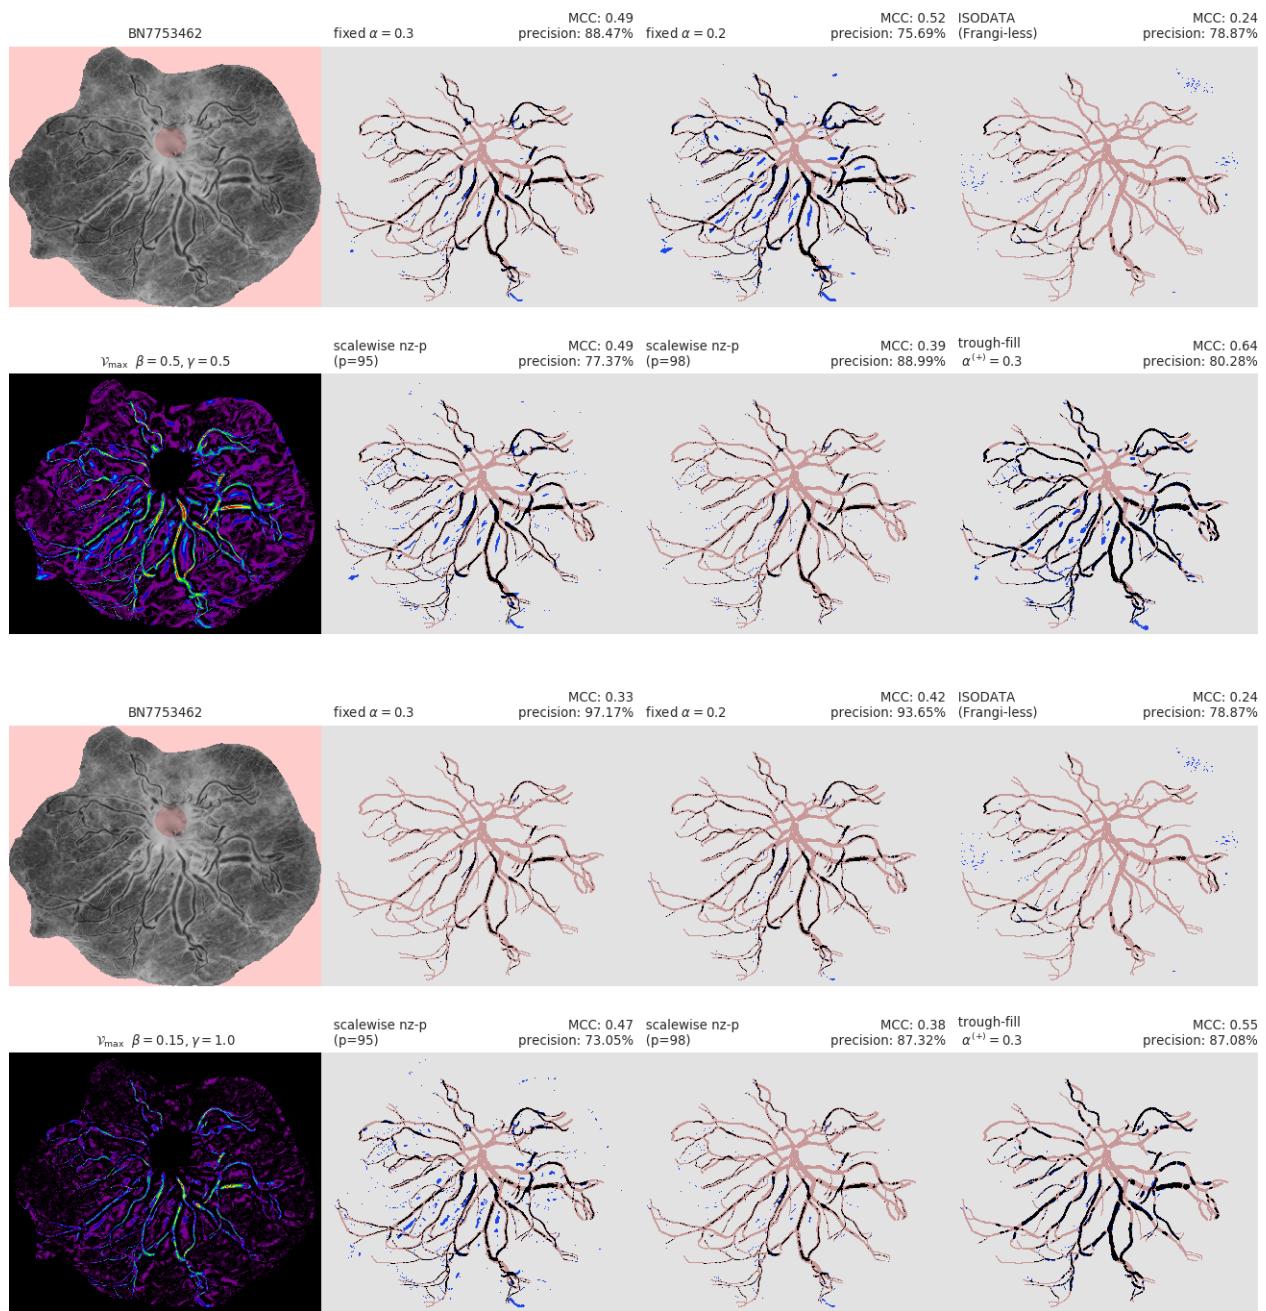 BN7753462
fixed α = 0.3
MCC: 0.49
precision: 88.47%
fixed α = 0.2
MCC: 0.52
precision: 75.69%
ISODATA
(Frangi-less)
MCC: 0.24
precision: 78.87%
𝒱max β = 0.5, γ = 0.5
scalewise nz-p
(p=95)
MCC: 0.49
precision: 77.37%
scalewise nz-p
(p=98)
MCC: 0.39
precision: 88.99%
trough-fill
α(+) = 0.3
MCC: 0.64
precision: 80.28%
BN7753462
fixed α = 0.3
MCC: 0.33
precision: 97.17%
fixed α = 0.2
MCC: 0.42
precision: 93.65%
ISODATA
(Frangi-less)
MCC: 0.24
precision: 78.87%
𝒱max β = 0.15, γ = 1.0
scalewise nz-p
(p=95)
MCC: 0.47
precision: 73.05%
scalewise nz-p
(p=98)
MCC: 0.38
precision: 87.32%
trough-fill
α(+) = 0.3
MCC: 0.55
precision: 87.08%